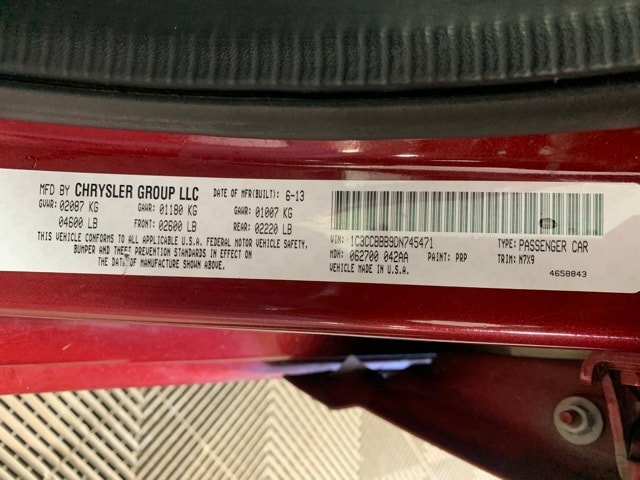 MFD BY CHRYSLER GROUP LLC DATE OF MFR(BUILT): 6-13
GVWR: 02087 KG GAWR: 01180 KG GAWR: 01007 KG
04600 LB FRONT: 02600 LB REAR: 02220 LB
THIS VEHICLE CONFORMS TO ALL APPLICABLE U.S.A. FEDERAL MOTOR VEHICLE SAFETY,
BUMPER AND THEFT PREVENTION STANDARDS IN EFFECT ON
THE DATE OF MANUFACTURE SHOWN ABOVE.
VIN: 1C3CCBBB9DN745471 TYPE: PASSENGER CAR
MDH: 062700 042AA PAINT: PRP TRIM: N7X9
VEHICLE MADE IN U.S.A.
4658843